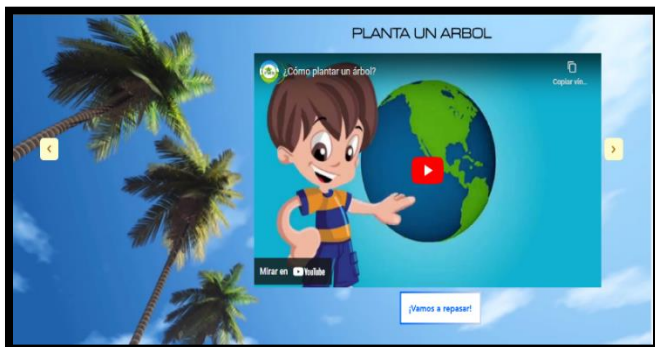 PLANTA UN ARBOL
¿Cómo plantar un árbol?
Copiar vín...
Mirar en YouTube
¡Vamos a repasar!